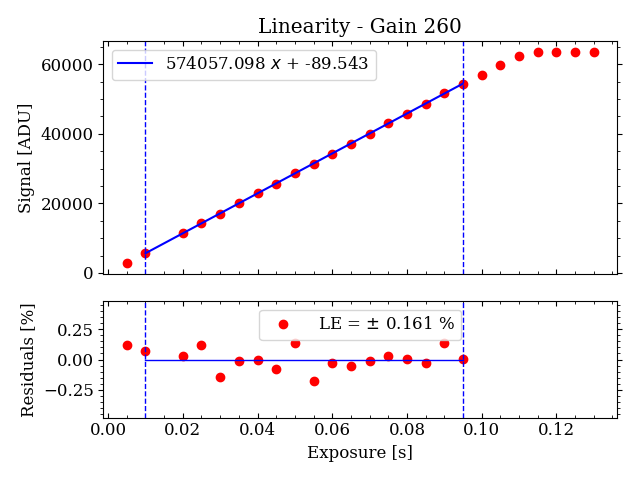 Linearity - Gain 260
574057.098 x + -89.543
Signal [ADU]
60000
40000
20000
0
LE = ± 0.161 %
Residuals [%]
0.25
0.00
−0.25
0.00 0.02 0.04 0.06 0.08 0.10 0.12
Exposure [s]